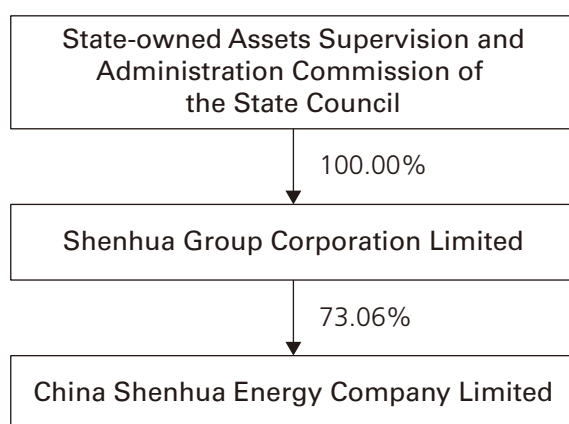 State-owned Assets Supervision and
Administration Commission of
the State Council
100.00%
Shenhua Group Corporation Limited
73.06%
China Shenhua Energy Company Limited